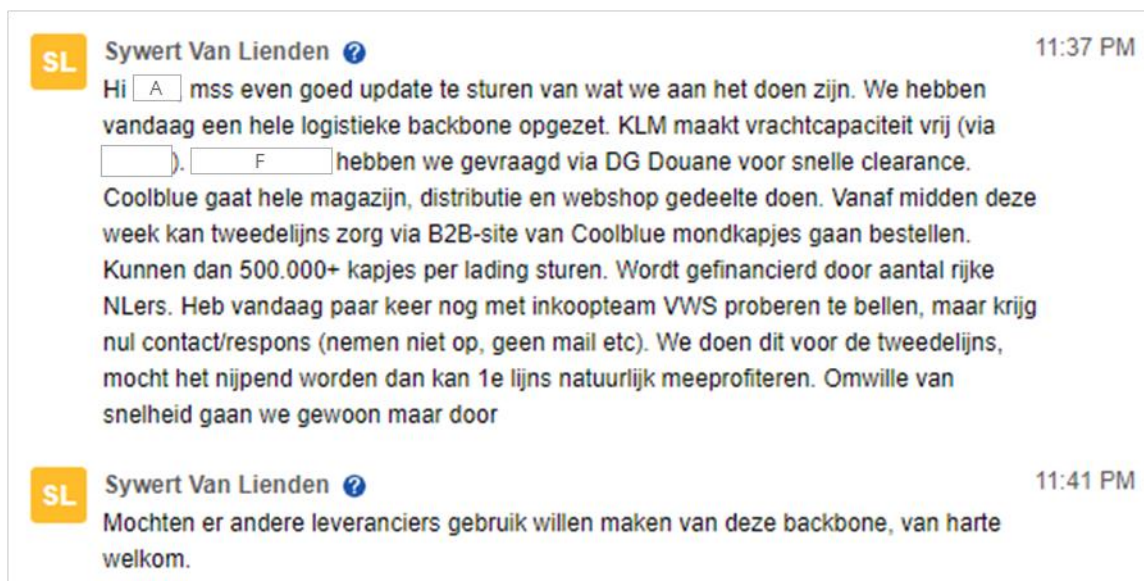 SL
Sywert Van Lienden ?
11:37 PM
Hi A mss even goed update te sturen van wat we aan het doen zijn. We hebben
vandaag een hele logistieke backbone opgezet. KLM maakt vrachtcapaciteit vrij (via
). F hebben we gevraagd via DG Douane voor snelle clearance.
Coolblue gaat hele magazijn, distributie en webshop gedeelte doen. Vanaf midden deze
week kan tweedelijns zorg via B2B-site van Coolblue mondkapjes gaan bestellen.
Kunnen dan 500.000+ kapjes per lading sturen. Wordt gefinancierd door aantal rijke
NLers. Heb vandaag paar keer nog met inkoopteam VWS proberen te bellen, maar krijg
nul contact/respons (nemen niet op, geen mail etc). We doen dit voor de tweedelijns,
mocht het nijpend worden dan kan 1e lijns natuurlijk meeprofiteren. Omwille van
snelheid gaan we gewoon maar door
SL
Sywert Van Lienden ?
11:41 PM
Mochten er andere leveranciers gebruik willen maken van deze backbone, van harte
welkom.